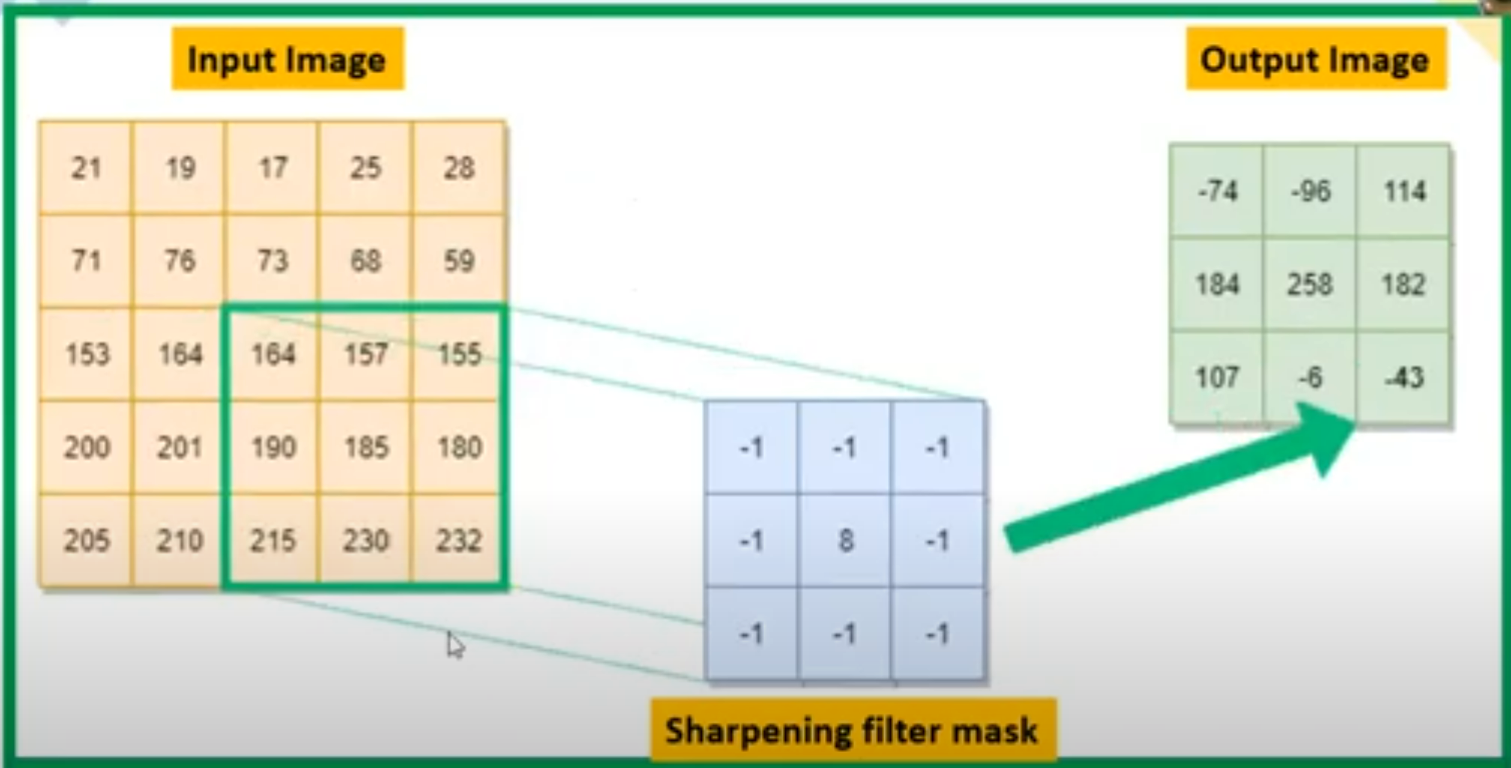 Input Image
Output Image
21 19 17 25 28
71 76 73 68 59
153 164 164 157 155
200 201 190 185 180
205 210 215 230 232
-1 -1 -1
-1 8 -1
-1 -1 -1
Sharpening filter mask
-74 -96 114
184 258 182
107 -6 -43